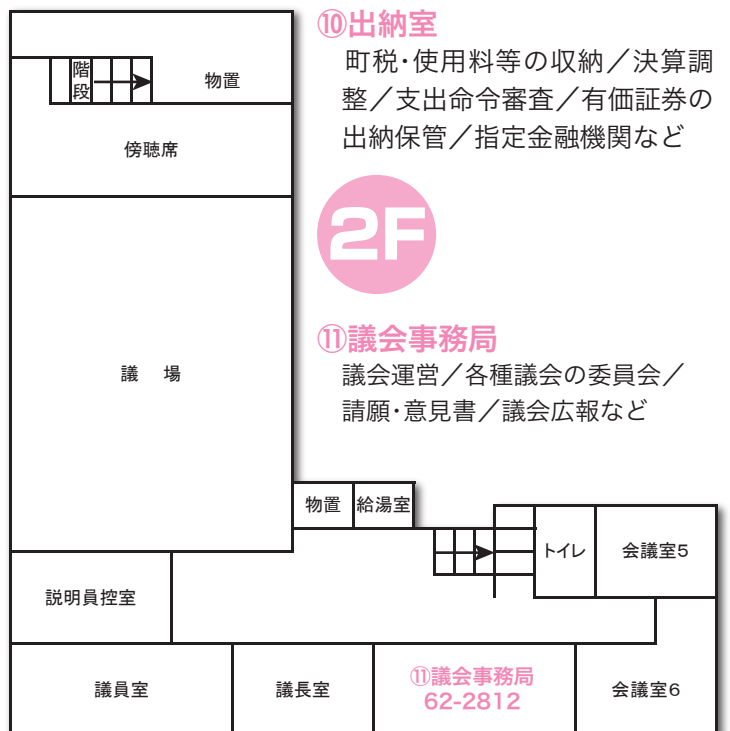 ⑩出納室
町税・使用料等の収納／決算調
整／支出命令審査／有価証券の
出納保管／指定金融機関など
2F
⑪議会事務局
議会運営／各種議会の委員会／
請願・意見書／議会広報など
階段
物置
傍聴席
議 場
物置
給湯室
トイレ
会議室5
説明員控室
議員室
議長室
⑪議会事務局
62-2812
会議室6